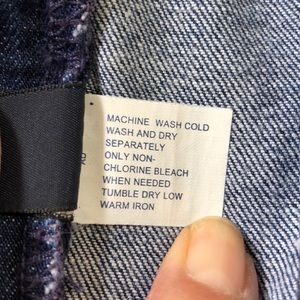 MACHINE WASH COLD
WASH AND DRY
SEPARATELY
ONLY NON-
CHLORINE BLEACH
WHEN NEEDED
TUMBLE DRY LOW
WARM IRON